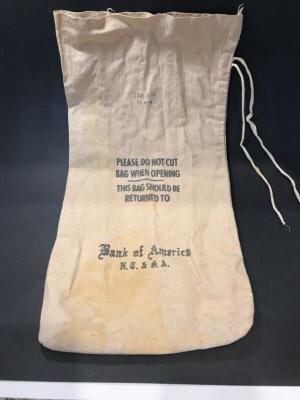 PLEASE DO NOT CUT
BAG WHEN OPENING
THIS BAG SHOULD BE
RETURNED TO
Bank of America
N.T. & S.A.